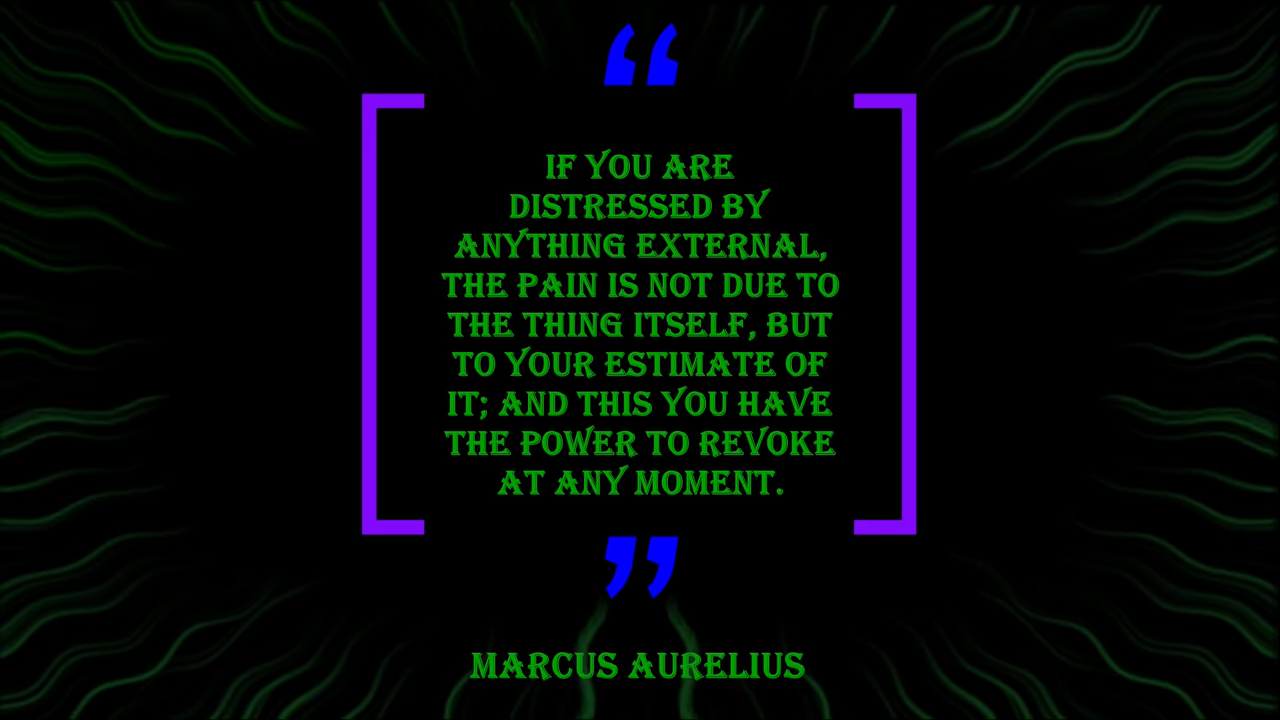 “
IF YOU ARE
DISTRESSED BY
ANYTHING EXTERNAL,
THE PAIN IS NOT DUE TO
THE THING ITSELF, BUT
TO YOUR ESTIMATE OF
IT; AND THIS YOU HAVE
THE POWER TO REVOKE
AT ANY MOMENT.
”
MARCUS AURELIUS